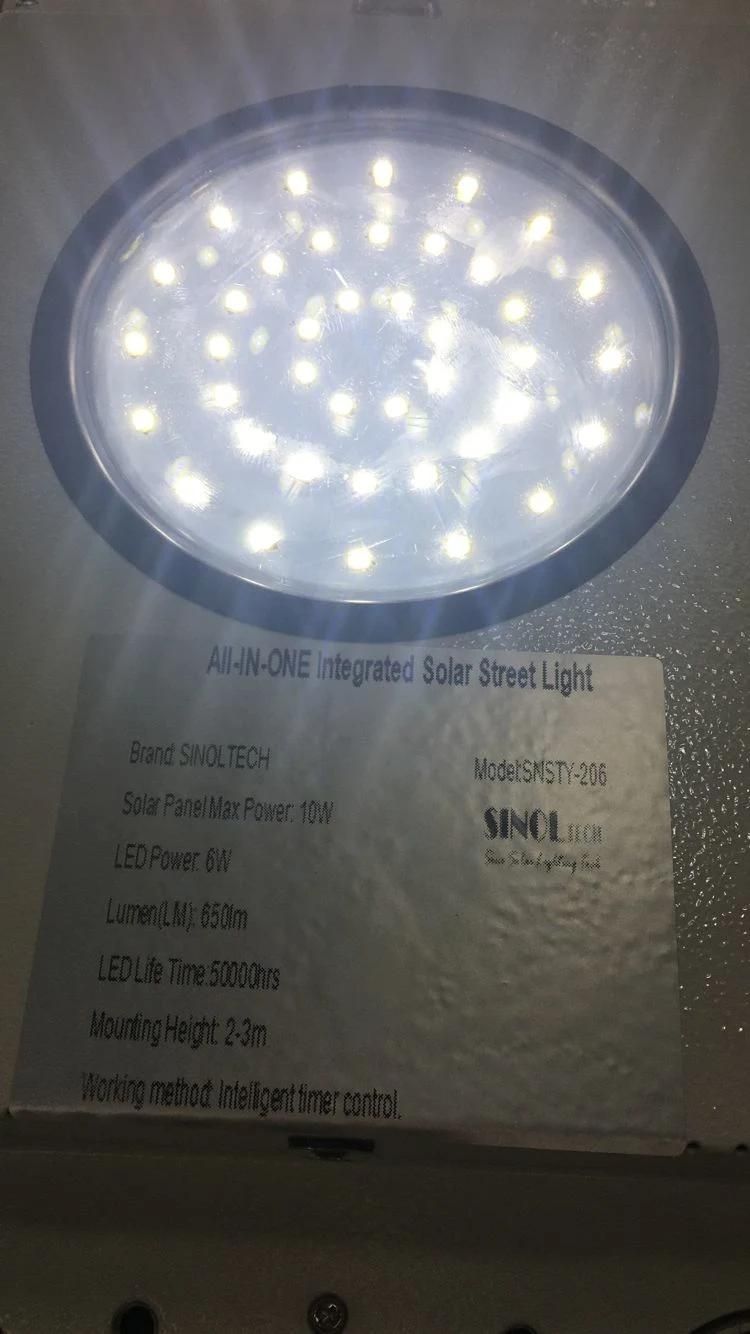 All-IN-ONE Integrated Solar Street Light
Brand: SINOLTECH
Model:SNSTY-206
Solar Panel Max Power: 10W
SINOLTECH
LED Power: 6W
Lumen(LM): 650lm
LED Life Time:50000hrs
Mounting Height: 2-3m
Working method: Intelligent timer control.